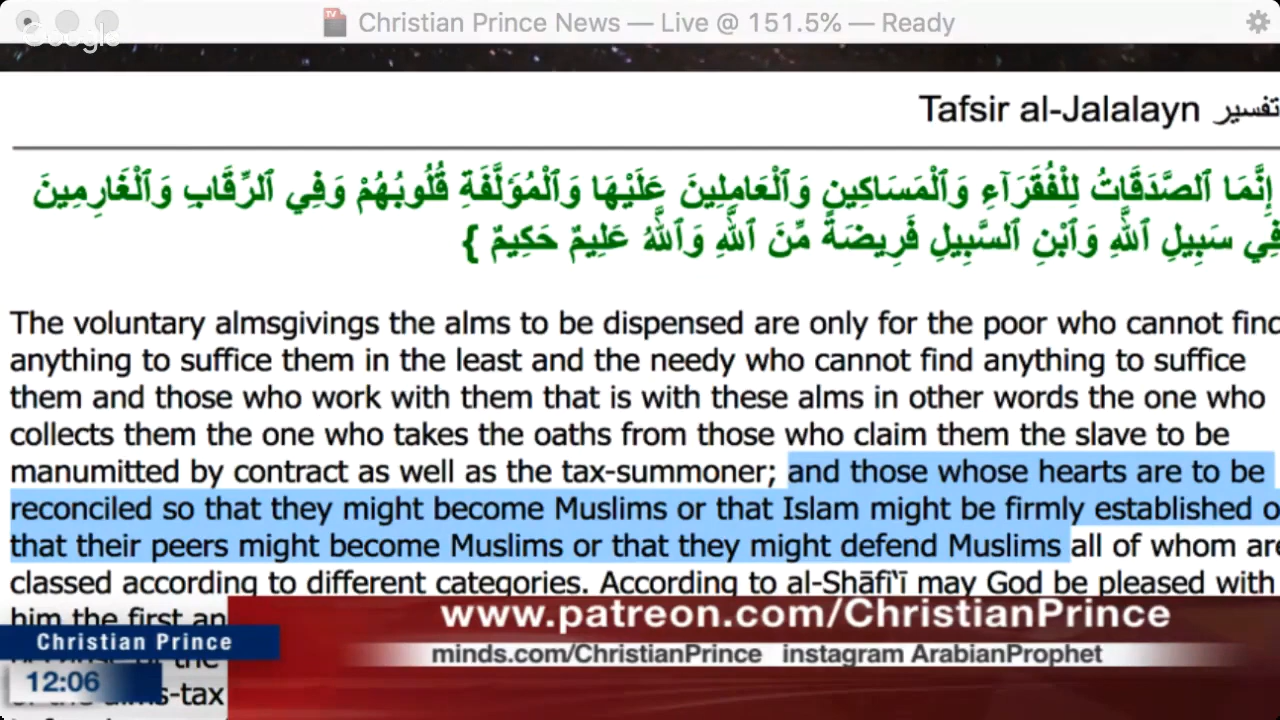 Christian Prince News — Live @ 151.5% — Ready
Google
Tafsir al-Jalalayn تفسير
إِنَّمَا ٱلصَّدَقَاتُ لِلْفُقَرَآءِ وَٱلْمَسَاكِينِ وَٱلْعَامِلِينَ عَلَيْهَا وَٱلْمُؤَلَّفَةِ قُلُوبُهُمْ وَفِي ٱلرِّقَابِ وَٱلْغَارِمِينَ
فِي سَبِيلِ ٱللَّهِ وَٱبْنِ ٱلسَّبِيلِ فَرِيضَةً مِّنَ ٱللَّهِ وَٱللَّهُ عَلِيمٌ حَكِيمٌ }
The voluntary almsgivings the alms to be dispensed are only for the poor who cannot find
anything to suffice them in the least and the needy who cannot find anything to suffice
them and those who work with them that is with these alms in other words the one who
collects them the one who takes the oaths from those who claim them the slave to be
manumitted by contract as well as the tax-summoner; and those whose hearts are to be
reconciled so that they might become Muslims or that Islam might be firmly established o
that their peers might become Muslims or that they might defend Muslims all of whom are
classed according to different categories. According to al-Shāfi‘ī may God be pleased with
him the first an
the
-tax
www.patreon.com/ChristianPrince
Christian Prince
minds.com/ChristianPrince instagram ArabianProphet
12:06